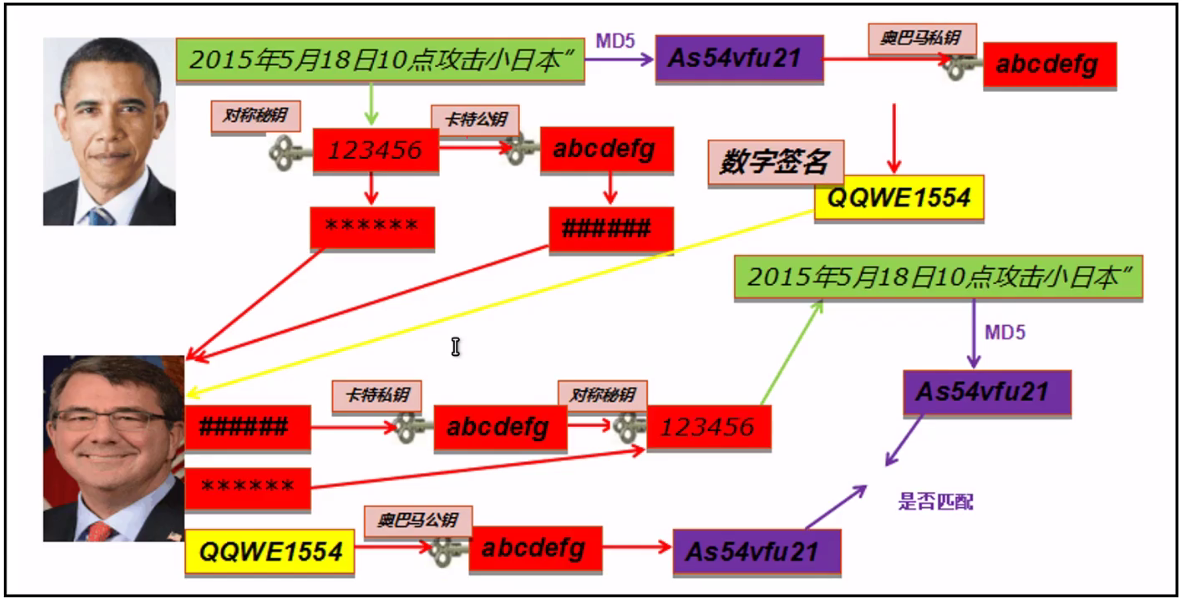 2015年5月18日10点攻击小日本”
MD5
As54vfu21
奥巴马私钥
abcdefg
对称秘钥
123456
卡特公钥
abcdefg
数字签名
QQWE1554
******
######
2015年5月18日10点攻击小日本”
MD5
As54vfu21
######
卡特私钥
abcdefg
对称秘钥
123456
******
是否匹配
QQWE1554
奥巴马公钥
abcdefg
As54vfu21